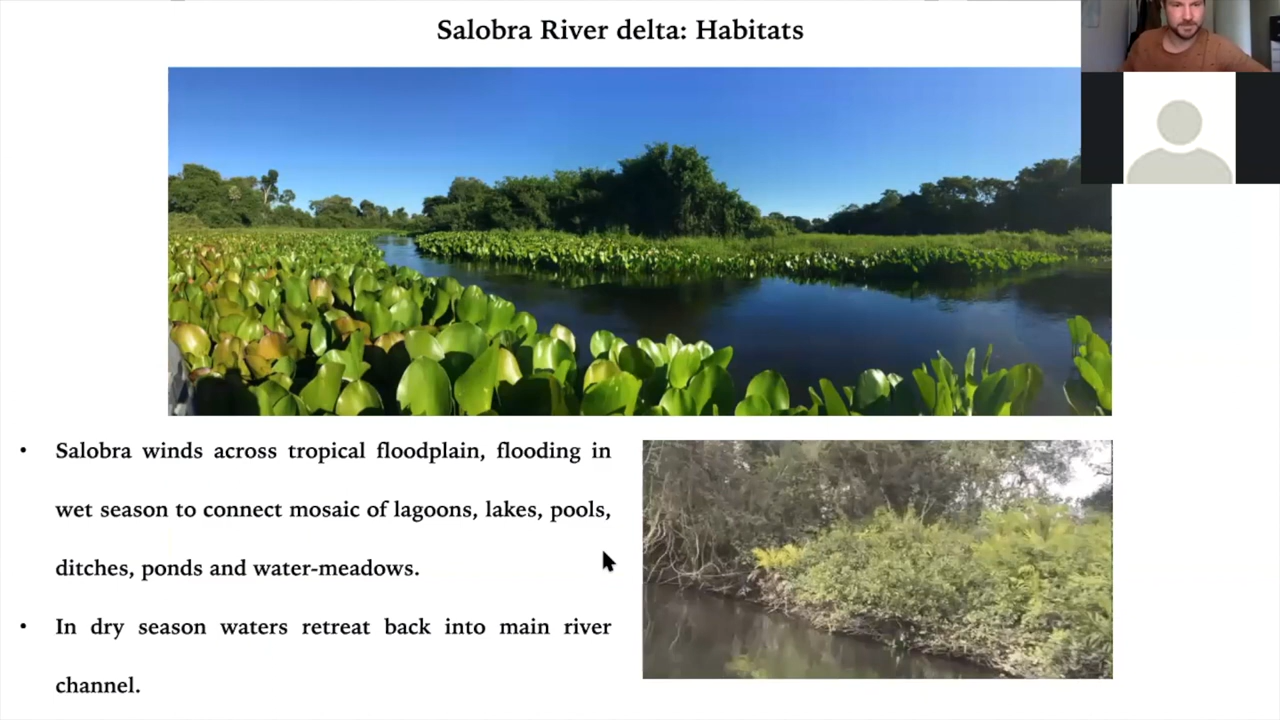 Salobra River delta: Habitats
• Salobra winds across tropical floodplain, flooding in
wet season to connect mosaic of lagoons, lakes, pools,
ditches, ponds and water-meadows.
• In dry season waters retreat back into main river
channel.